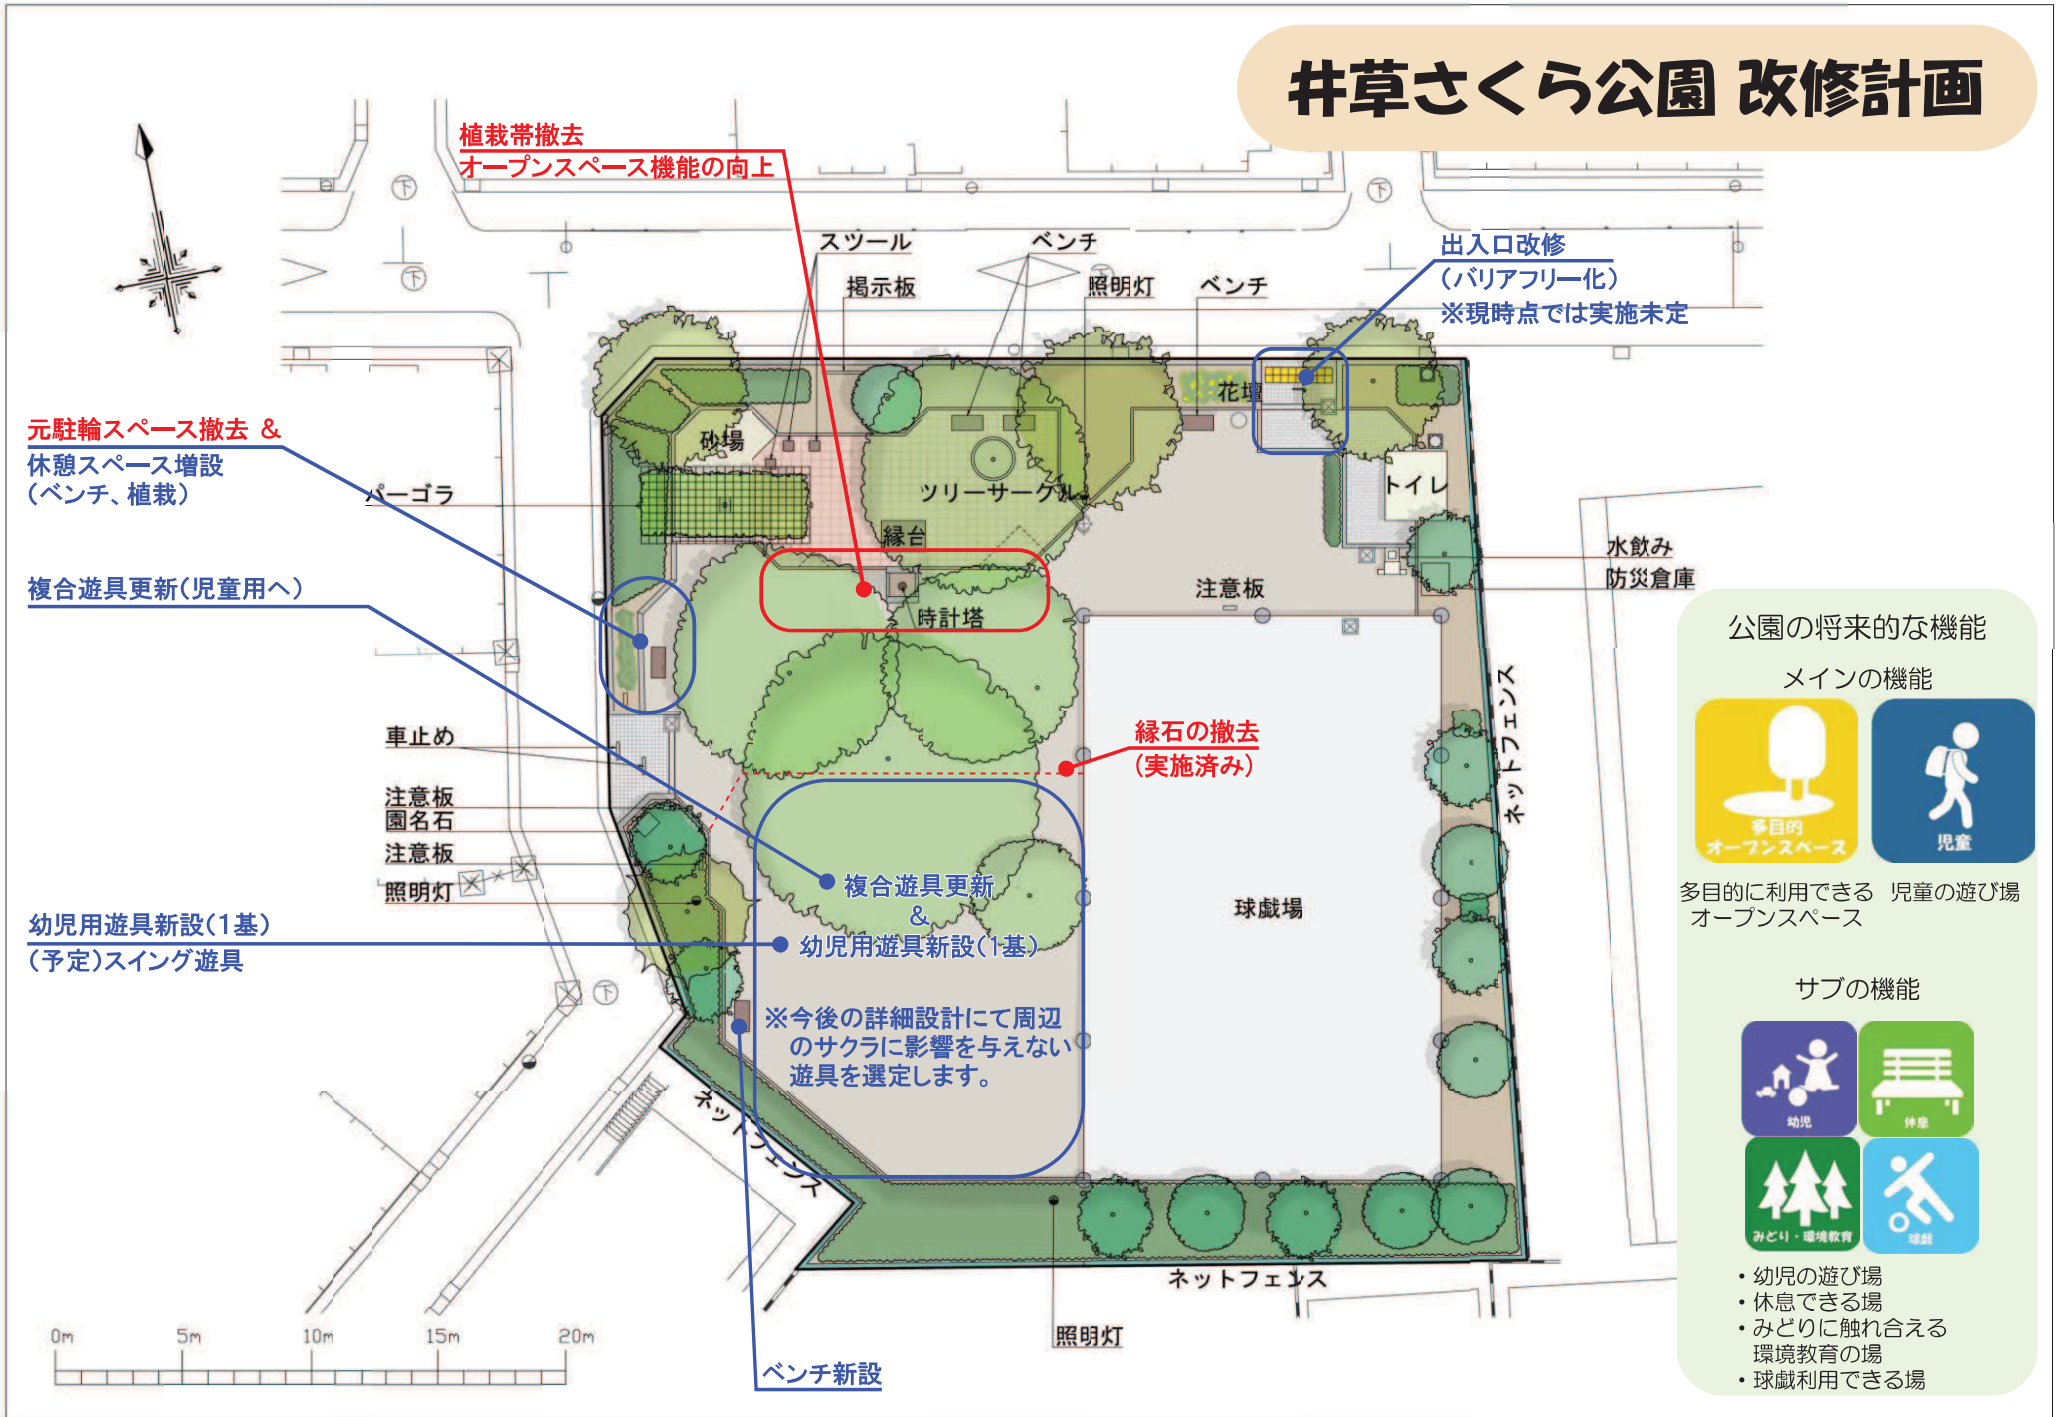 井草さくら公園 改修計画
植栽帯撤去
オープンスペース機能の向上
下
下
下
下
スツール
ベンチ
掲示板
照明灯
ベンチ
出入口改修
（バリアフリー化）
※現時点では実施未定
元駐輪スペース撤去 ＆
休憩スペース増設
（ベンチ、植栽）
パーゴラ
砂場
花壇
ツリーサークル
トイレ
縁台
水飲み
防災倉庫
複合遊具更新（児童用へ）
注意板
時計塔
車止め
縁石の撤去
（実施済み）
ネットフェンス
注意板
園名石
注意板
照明灯
複合遊具更新
＆
幼児用遊具新設（1基）
球戯場
幼児用遊具新設（1基）
（予定）スイング遊具
※今後の詳細設計にて周辺
のサクラに影響を与えない
遊具を選定します。
下
ネットフェンス
ネットフェンス
照明灯
ベンチ新設
0m 5m 10m 15m 20m
公園の将来的な機能
メインの機能
多目的
オープンスペース
児童
多目的に利用できる
オープンスペース
児童の遊び場
サブの機能
幼児
休息
みどり・環境教育
球戯
・幼児の遊び場
・休息できる場
・みどりに触れ合える
環境教育の場
・球戯利用できる場